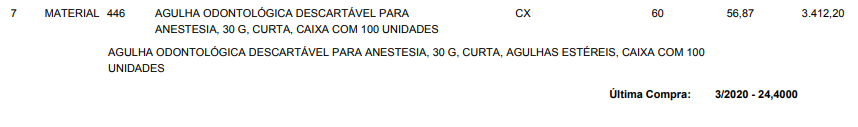 7 MATERIAL 446 AGULHA ODONTOLÓGICA DESCARTÁVEL PARA CX 60 56,87 3.412,20
ANESTESIA, 30 G, CURTA, CAIXA COM 100 UNIDADES
AGULHA ODONTOLÓGICA DESCARTÁVEL PARA ANESTESIA, 30 G, CURTA, AGULHAS ESTÉREIS, CAIXA COM 100
UNIDADES
Última Compra: 3/2020 - 24,4000